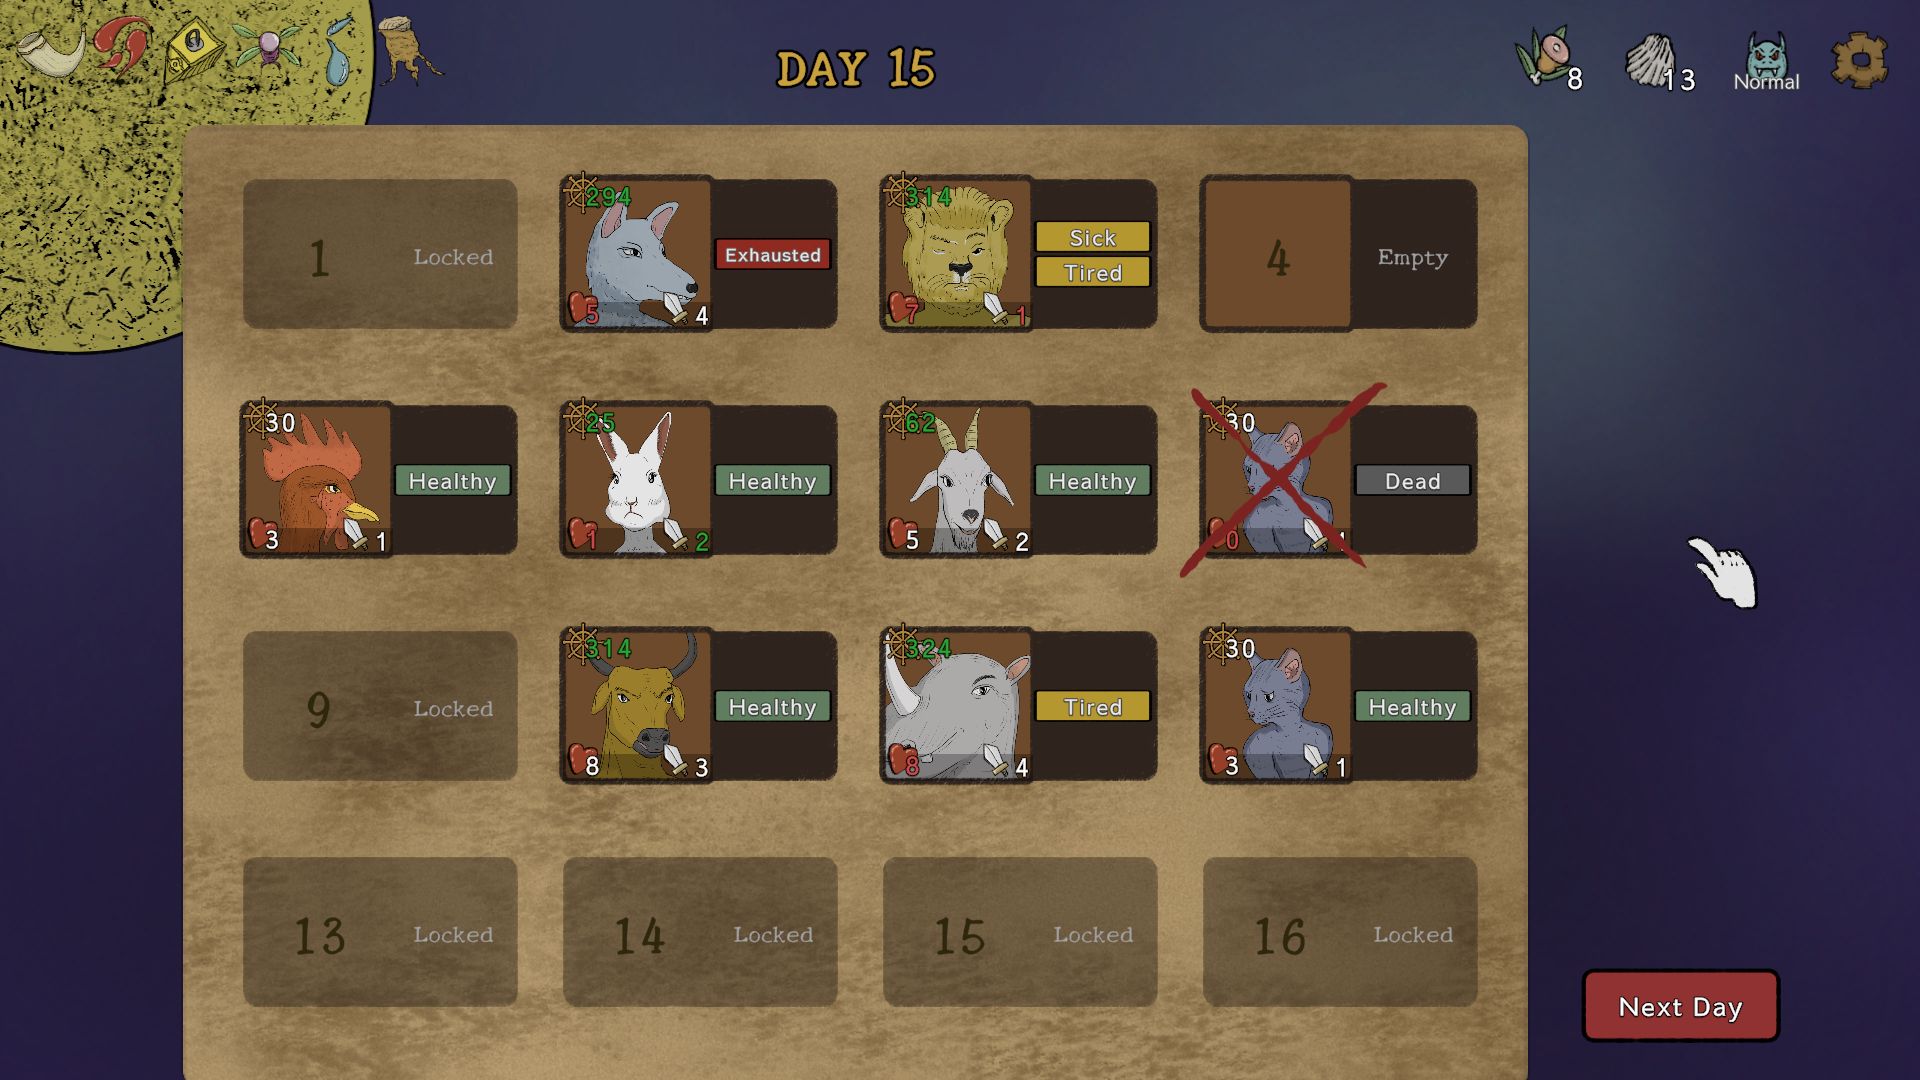 DAY 15
8
13
Normal
1 Locked
294
Exhausted
5 4
314
Sick
Tired
7 1
4 Empty
30
Healthy
3 1
25
Healthy
1 2
62
Healthy
5 2
30
Dead
0
9 Locked
314
Healthy
8 3
324
Tired
8 4
30
Healthy
3 1
13 Locked
14 Locked
15 Locked
16 Locked
Next Day